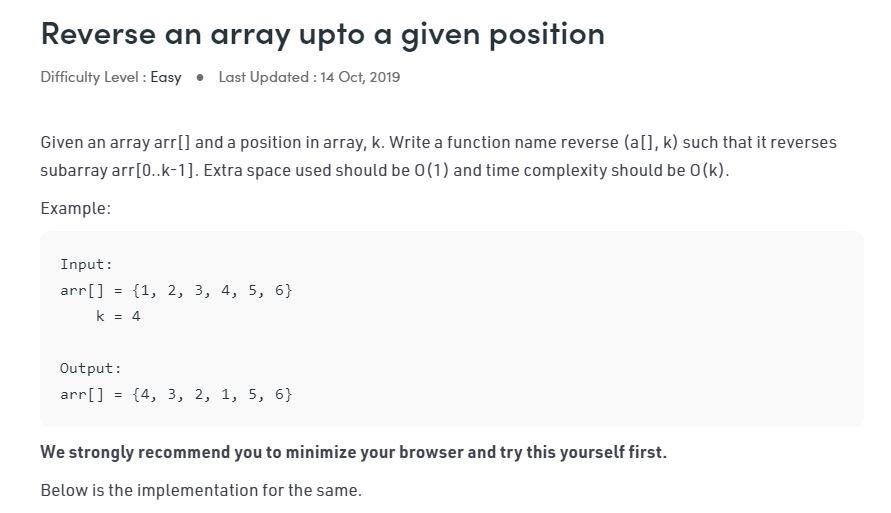 Reverse an array upto a given position
Difficulty Level : Easy ● Last Updated : 14 Oct, 2019
Given an array arr[] and a position in array, k. Write a function name reverse (a[], k) such that it reverses
subarray arr[0..k-1]. Extra space used should be O(1) and time complexity should be O(k).
Example:
Input:
arr[] = {1, 2, 3, 4, 5, 6}
    k = 4
Output:
arr[] = {4, 3, 2, 1, 5, 6}
We strongly recommend you to minimize your browser and try this yourself first.
Below is the implementation for the same.